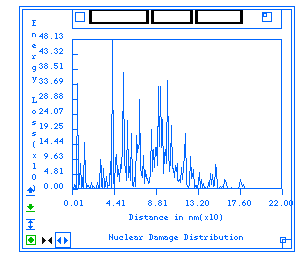 Energy Loss(x10
48.13
43.31
38.50
33.69
28.88
24.07
19.25
14.44
9.63
4.81
0.00
0.01 4.41 8.81 13.20 17.60 22.00
Distance in nm(x10)
Nuclear Damage Distribution